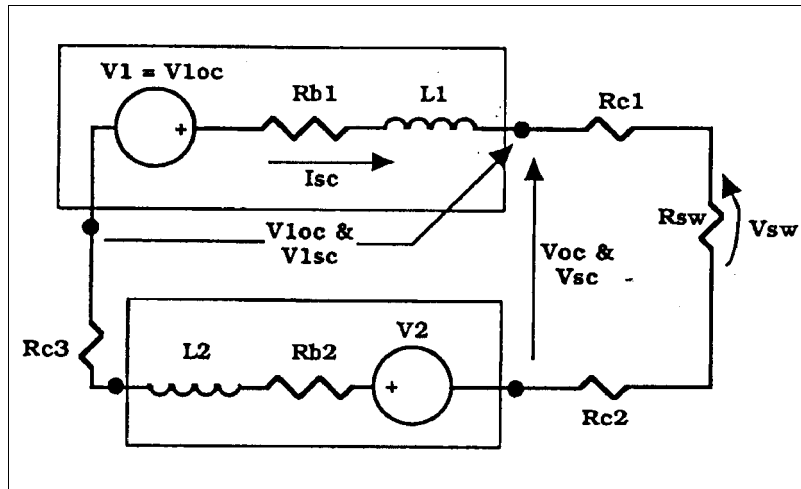 V1 = V1oc
Rb1
L1
Rc1
+
Isc
Rsw
Vsw
V1oc &
V1sc
Voc &
Vsc
Rc3
L2
Rb2
V2
+
Rc2